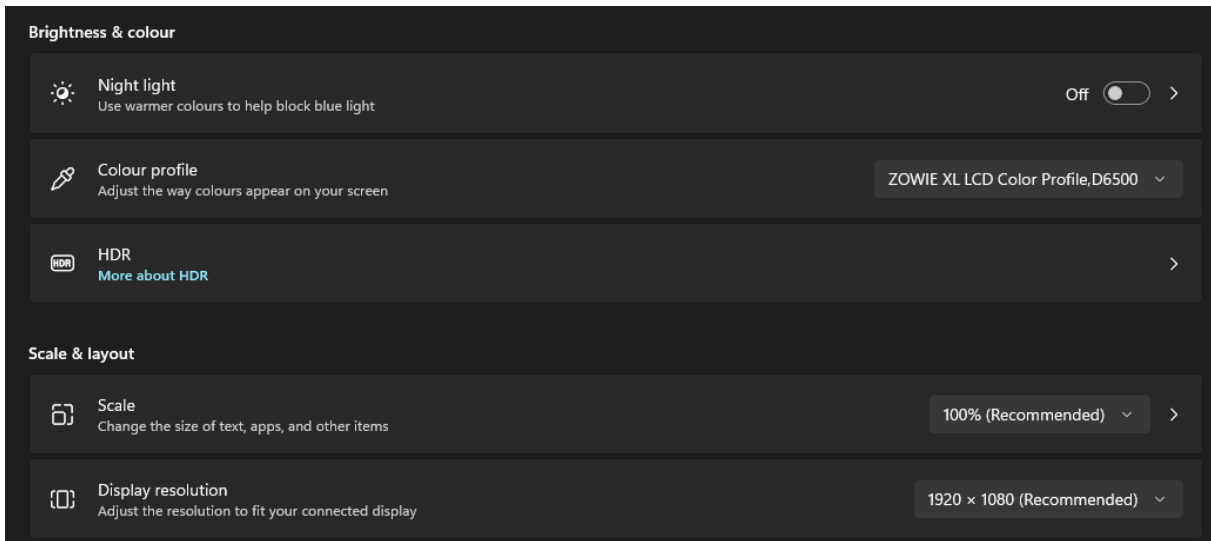 Brightness & colour
Night light
Use warmer colours to help block blue light
Off
Colour profile
Adjust the way colours appear on your screen
ZOWIE XL LCD Color Profile,D6500
HDR
HDR
More about HDR
Scale & layout
Scale
Change the size of text, apps, and other items
100% (Recommended)
Display resolution
Adjust the resolution to fit your connected display
1920 × 1080 (Recommended)